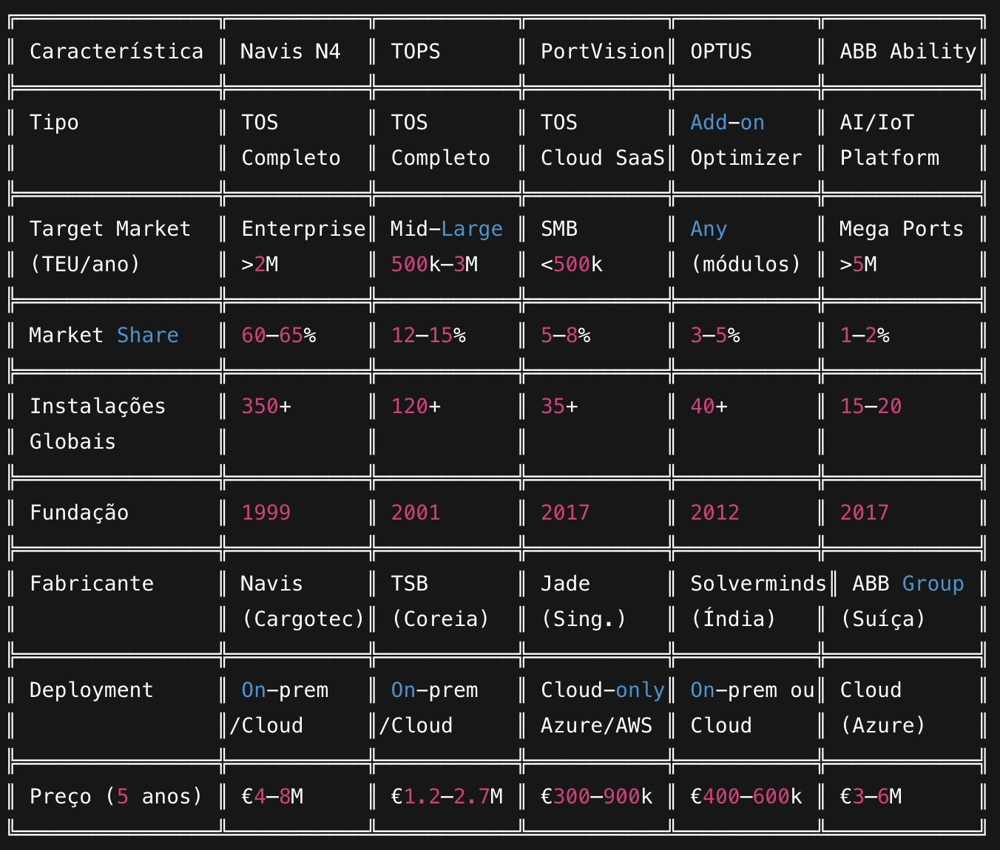 Característica Navis N4 TOPS PortVision OPTUS ABB Ability
Tipo TOS TOS TOS Add-on AI/IoT
Completo Completo Cloud SaaS Optimizer Platform
Target Market Enterprise Mid-Large SMB Any Mega Ports
(TEU/ano) >2M 500k–3M <500k (módulos) >5M
Market Share 60–65% 12–15% 5–8% 3–5% 1–2%
Instalações 350+ 120+ 35+ 40+ 15–20
Globais
Fundação 1999 2001 2017 2012 2017
Fabricante Navis TSB Jade Solverminds ABB Group
(Cargotec) (Coreia) (Sing.) (Índia) (Suíça)
Deployment On-prem On-prem Cloud-only On-prem ou Cloud
/Cloud /Cloud Azure/AWS Cloud (Azure)
Preço (5 anos) €4–8M €1.2–2.7M €300–900k €400–600k €3–6M